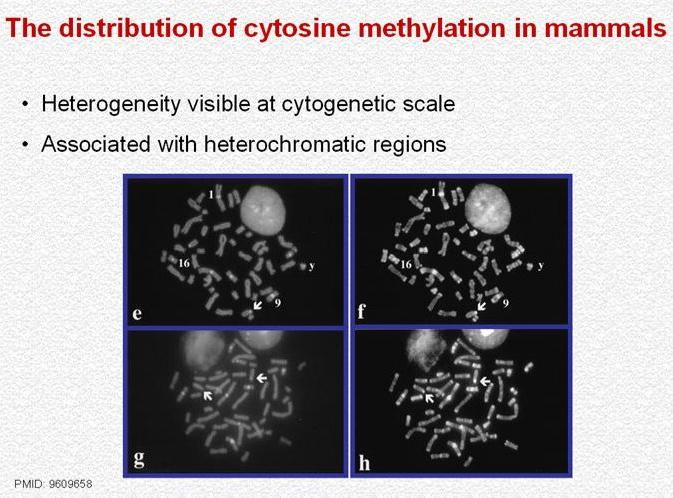 The distribution of cytosine methylation in mammals
• Heterogeneity visible at cytogenetic scale
• Associated with heterochromatic regions
1
16
y
9
e
1
16
y
9
f
g
h
PMID: 9609658